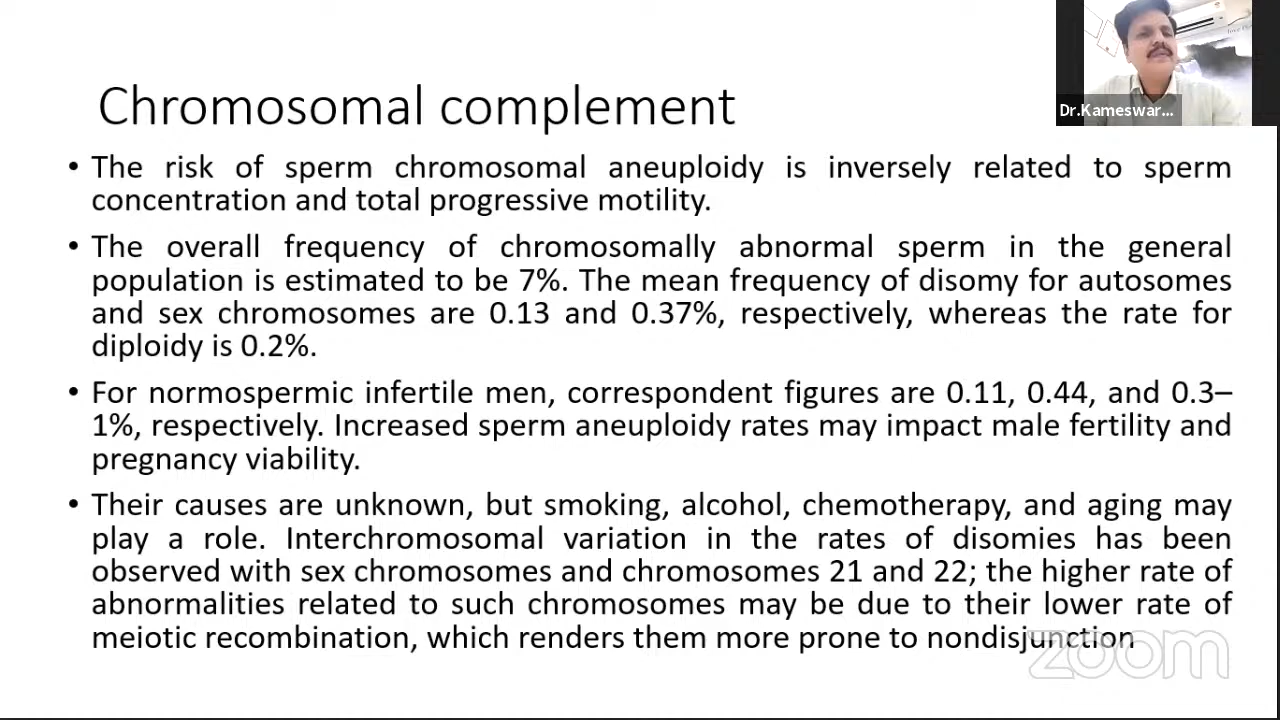 Chromosomal complement
Dr.Kameswar...
• The risk of sperm chromosomal aneuploidy is inversely related to sperm
concentration and total progressive motility.
• The overall frequency of chromosomally abnormal sperm in the general
population is estimated to be 7%. The mean frequency of disomy for autosomes
and sex chromosomes are 0.13 and 0.37%, respectively, whereas the rate for
diploidy is 0.2%.
• For normospermic infertile men, correspondent figures are 0.11, 0.44, and 0.3–
1%, respectively. Increased sperm aneuploidy rates may impact male fertility and
pregnancy viability.
• Their causes are unknown, but smoking, alcohol, chemotherapy, and aging may
play a role. Interchromosomal variation in the rates of disomies has been
observed with sex chromosomes and chromosomes 21 and 22; the higher rate of
abnormalities related to such chromosomes may be due to their lower rate of
meiotic recombination, which renders them more prone to nondisjunction
zoom